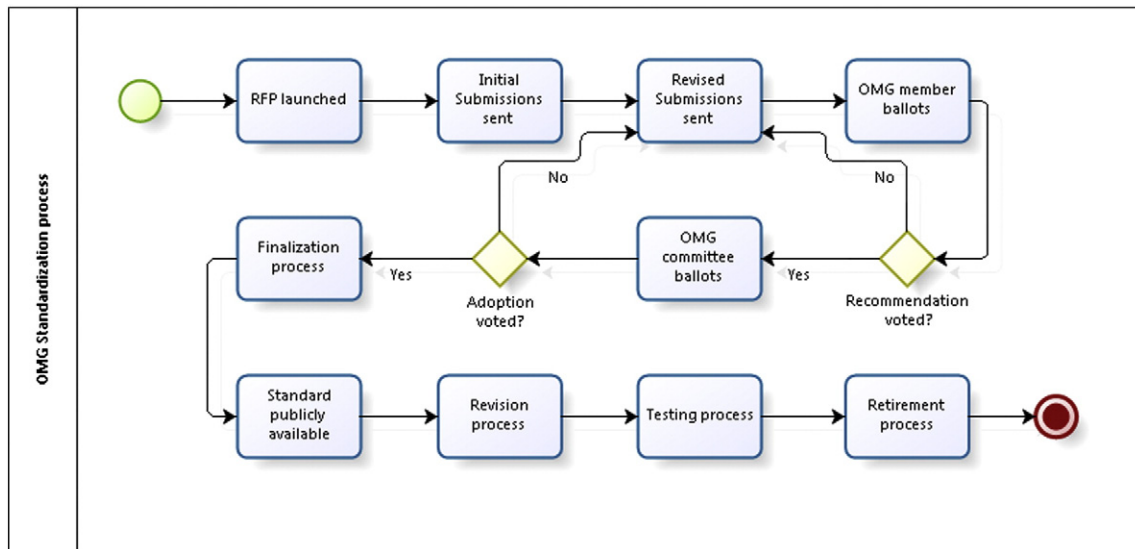 OMG Standardization process
RFP launched
Initial
Submissions
sent
Revised
Submissions
sent
OMG member
ballots
No
No
Finalization
process
Yes
Adoption
voted?
OMG
committee
ballots
Yes
Recommendation
voted?
Standard
publicly
available
Revision
process
Testing process
Retirement
process